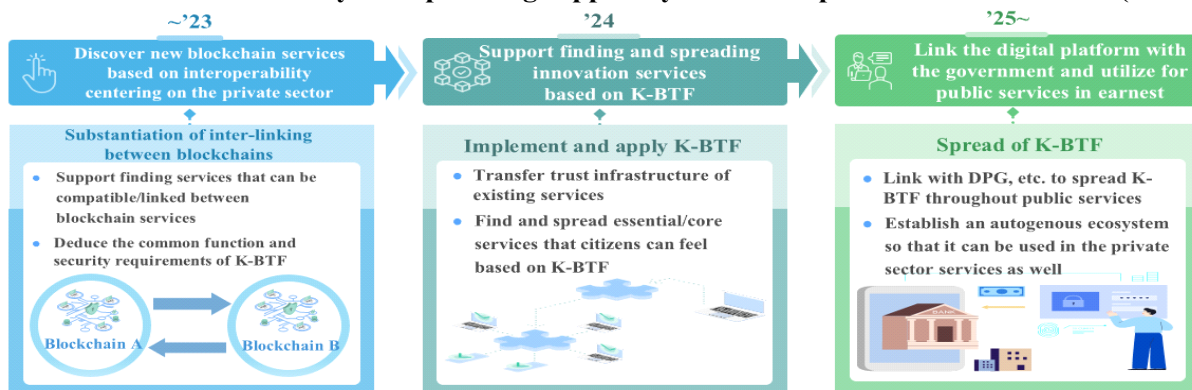 ~'23
Discover new blockchain services
based on interoperability
centering on the private sector
Substantiation of inter-linking
between blockchains
• Support finding services that can be
compatible/linked between
blockchain services
• Deduce the common function and
security requirements of K-BTF
Blockchain A
Blockchain B
'24
Support finding and spreading
innovation services
based on K-BTF
Implement and apply K-BTF
• Transfer trust infrastructure of
existing services
• Find and spread essential/core
services that citizens can feel
based on K-BTF
'25~
Link the digital platform with
the government and utilize for
public services in earnest
Spread of K-BTF
• Link with DPG, etc. to spread K-
BTF throughout public services
• Establish an autogenous ecosystem
so that it can be used in the private
sector services as well
BANK